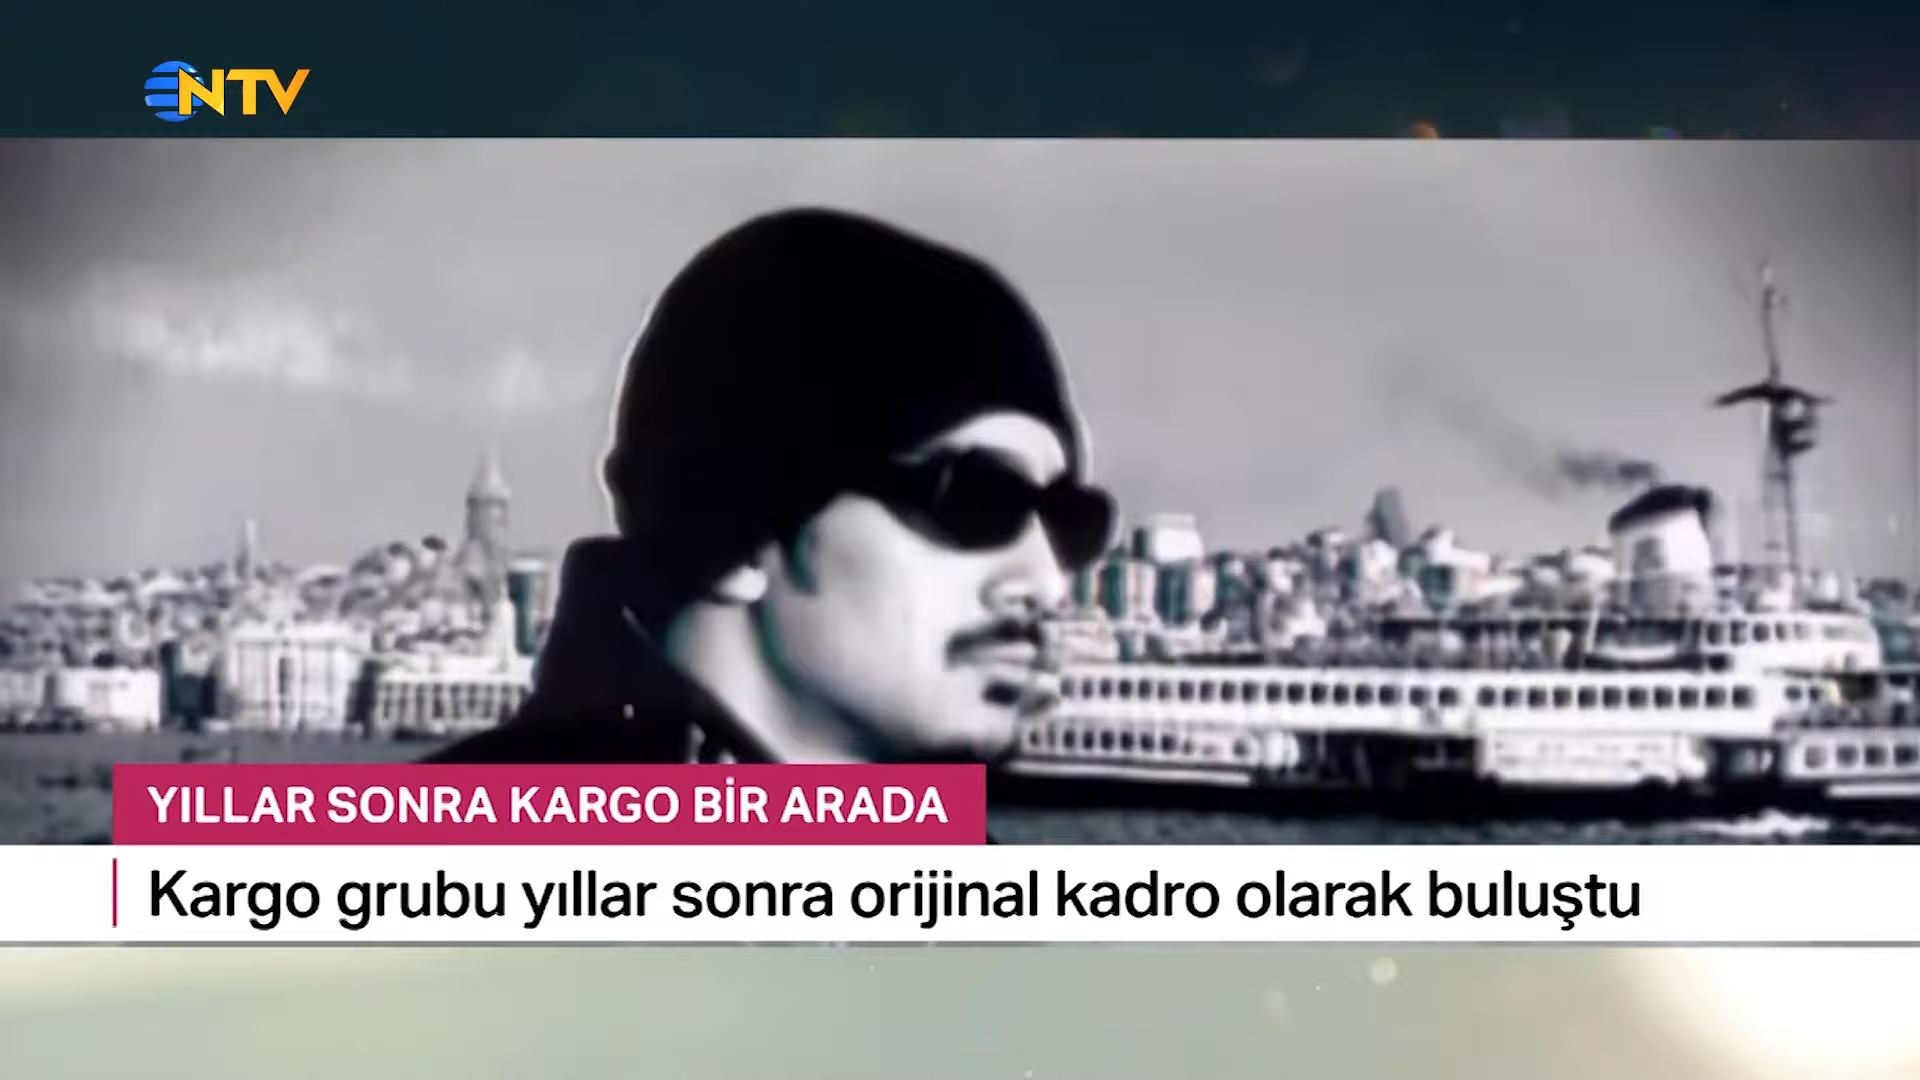 NTV
YILLAR SONRA KARGO BİR ARADA
Kargo grubu yıllar sonra orijinal kadro olarak buluştu